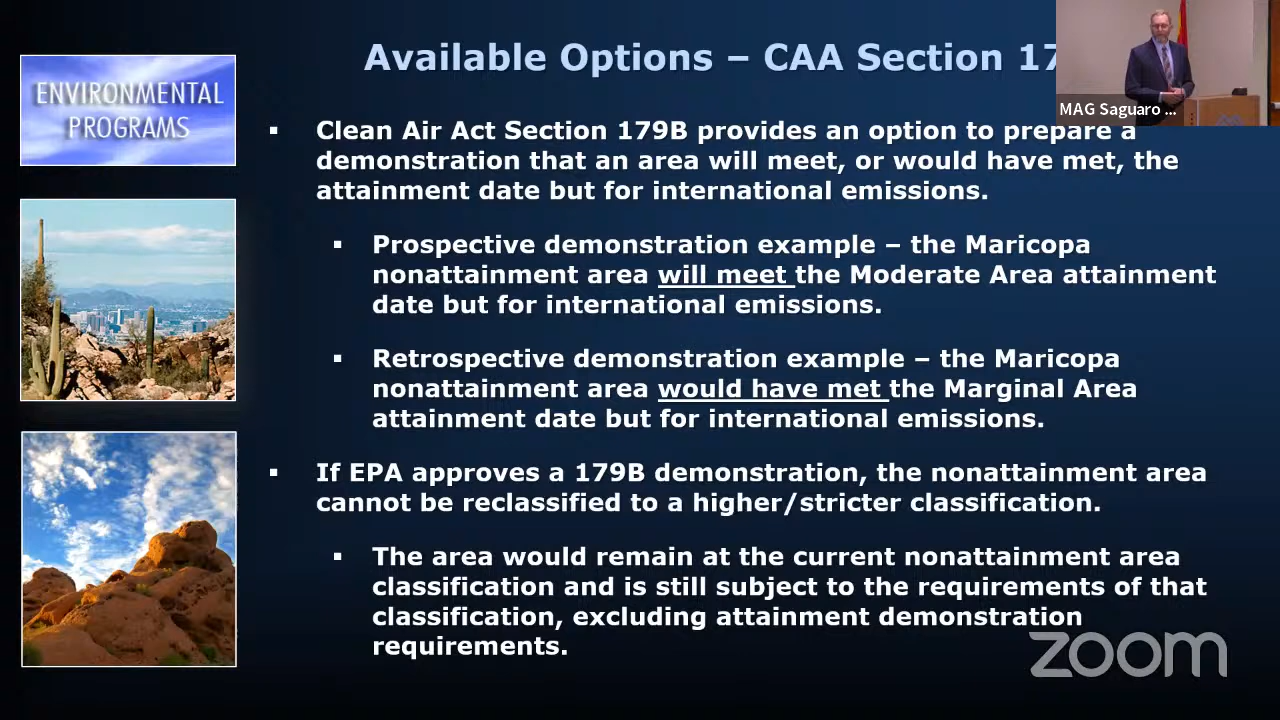 Available Options – CAA Section 17
MAG Saguaro ...
ENVIRONMENTAL
PROGRAMS
▪ Clean Air Act Section 179B provides an option to prepare a
demonstration that an area will meet, or would have met, the
attainment date but for international emissions.
▪ Prospective demonstration example – the Maricopa
nonattainment area will meet the Moderate Area attainment
date but for international emissions.
▪ Retrospective demonstration example – the Maricopa
nonattainment area would have met the Marginal Area
attainment date but for international emissions.
▪ If EPA approves a 179B demonstration, the nonattainment area
cannot be reclassified to a higher/stricter classification.
▪ The area would remain at the current nonattainment area
classification and is still subject to the requirements of that
classification, excluding attainment demonstration
requirements.
zoom